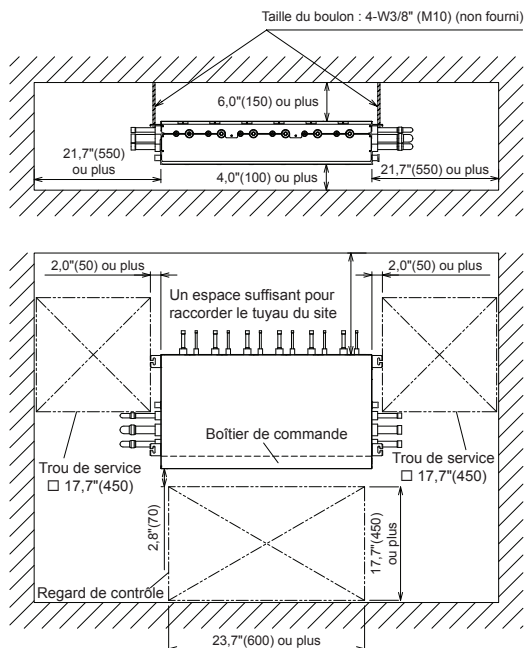 Taille du boulon : 4-W3/8" (M10) (non fourni)
6,0"(150) ou plus
21,7"(550)
ou plus
4,0"(100) ou plus
21,7"(550) ou plus
2,0"(50) ou plus
2,0"(50) ou plus
Un espace suffisant pour
raccorder le tuyau du site
Boîtier de commande
Trou de service
□ 17,7"(450)
Trou de service
□ 17,7"(450)
2,8"(70)
17,7"(450)
ou plus
Regard de contrôle
23,7"(600) ou plus